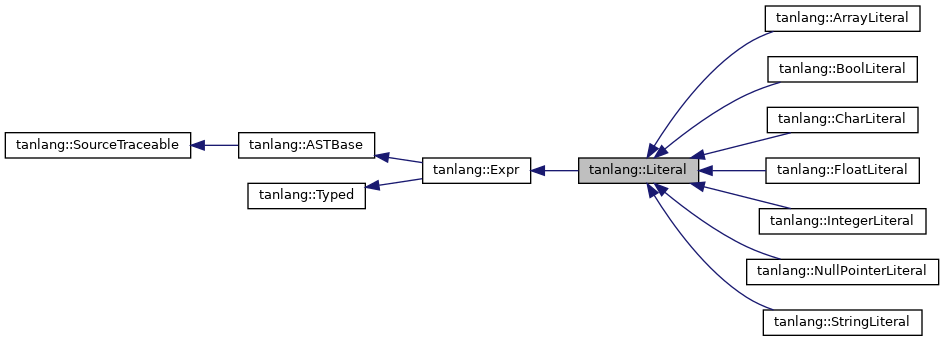 tanlang::SourceTraceable
tanlang::ASTBase
tanlang::Typed
tanlang::Expr
tanlang::Literal
tanlang::ArrayLiteral
tanlang::BoolLiteral
tanlang::CharLiteral
tanlang::FloatLiteral
tanlang::IntegerLiteral
tanlang::NullPointerLiteral
tanlang::StringLiteral